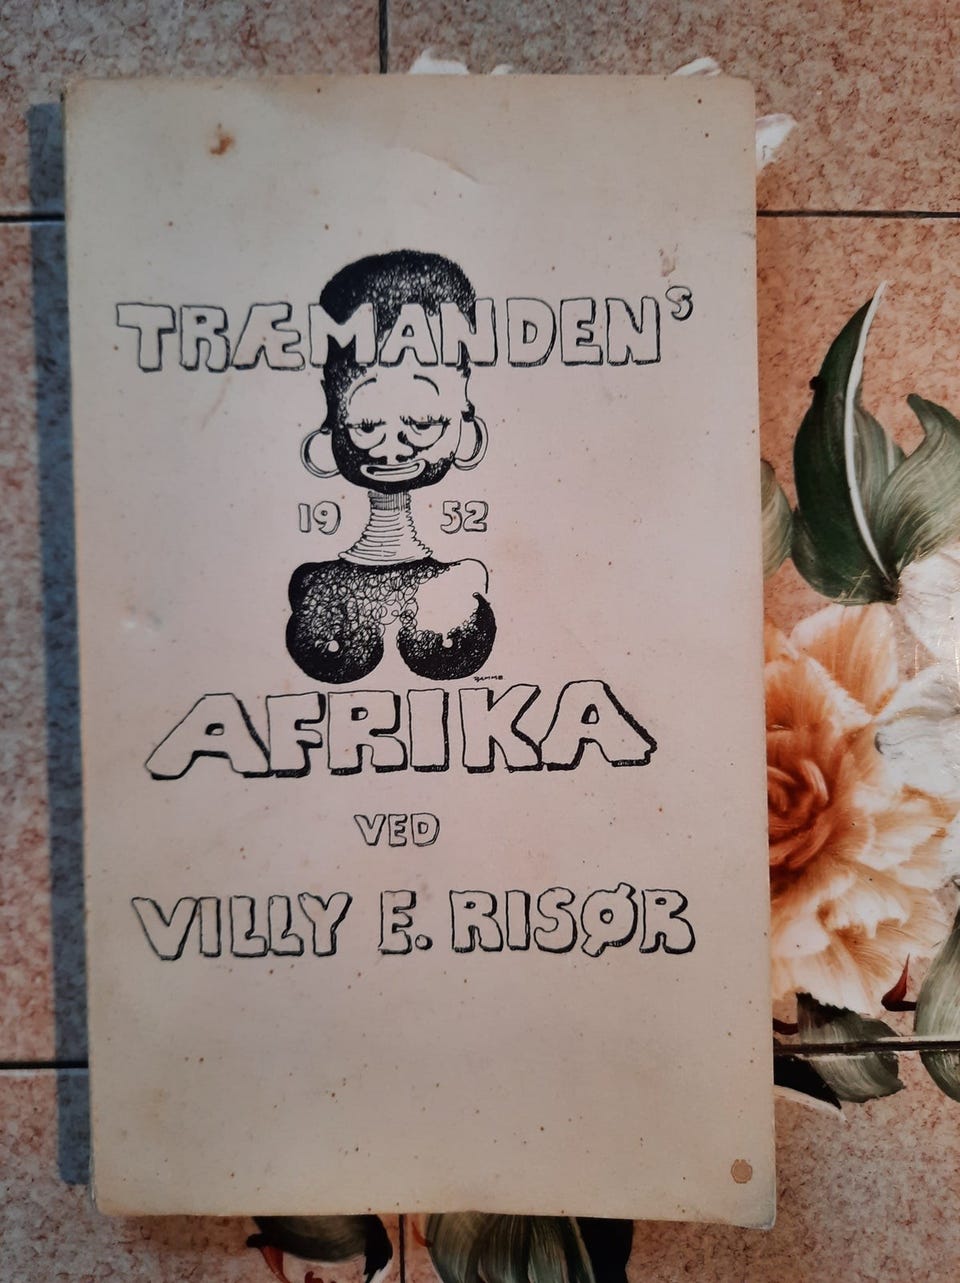 TRÆMANDENS
19 52
AFRIKA
VED
VILLY E. RISØR